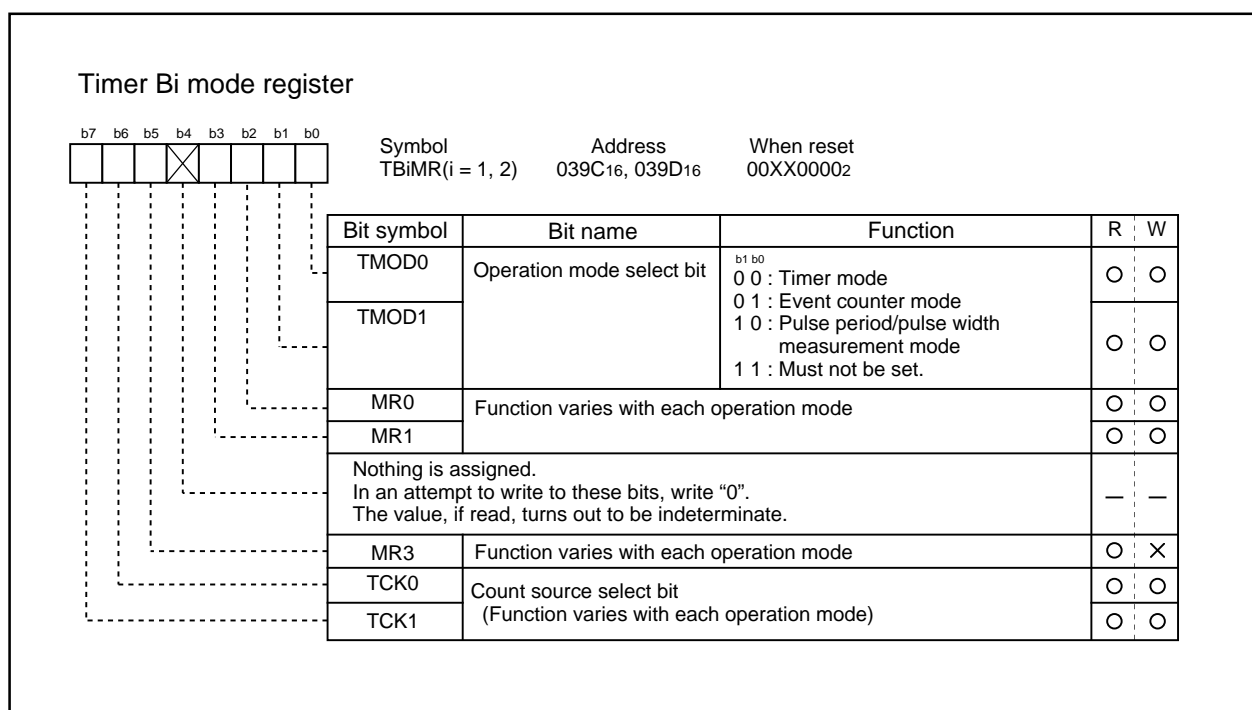 Timer Bi mode register
b7 b6 b5 b4 b3 b2 b1 b0
Symbol Address When reset
TBiMR(i = 1, 2) 039C16, 039D16 00XX00002
Bit symbol Bit name Function R W
TMOD0 Operation mode select bit
b1 b0
0 0 : Timer mode
0 1 : Event counter mode
TMOD1
1 0 : Pulse period/pulse width
measurement mode
1 1 : Must not be set.
MR0 Function varies with each operation mode
MR1
Nothing is assigned.
In an attempt to write to these bits, write “0”.
The value, if read, turns out to be indeterminate.
MR3 Function varies with each operation mode
TCK0 Count source select bit
TCK1 (Function varies with each operation mode)